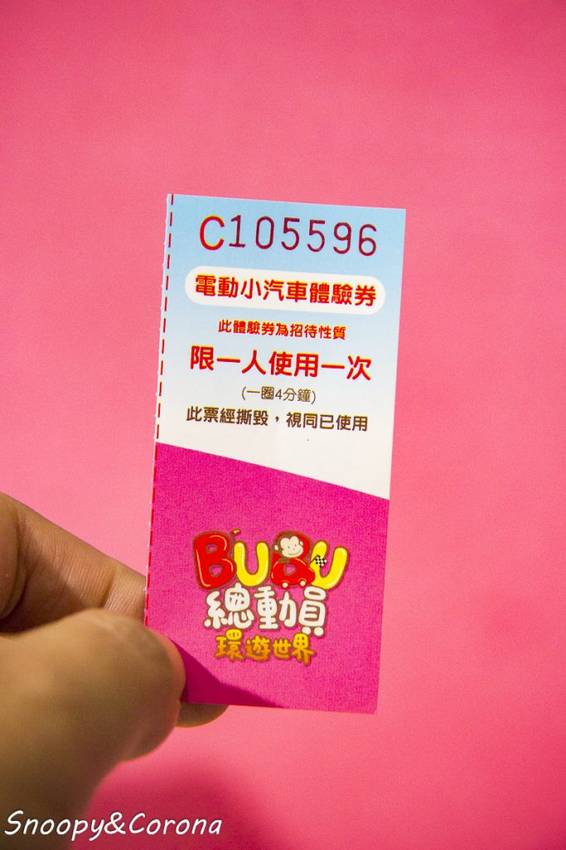 C105596
電動小汽車體驗券
此體驗券為招待性質
限一人使用一次
(一圈4分鐘)
此票經撕毀，視同已使用
BUBU
總動員
環遊世界
Snoopy&Corona